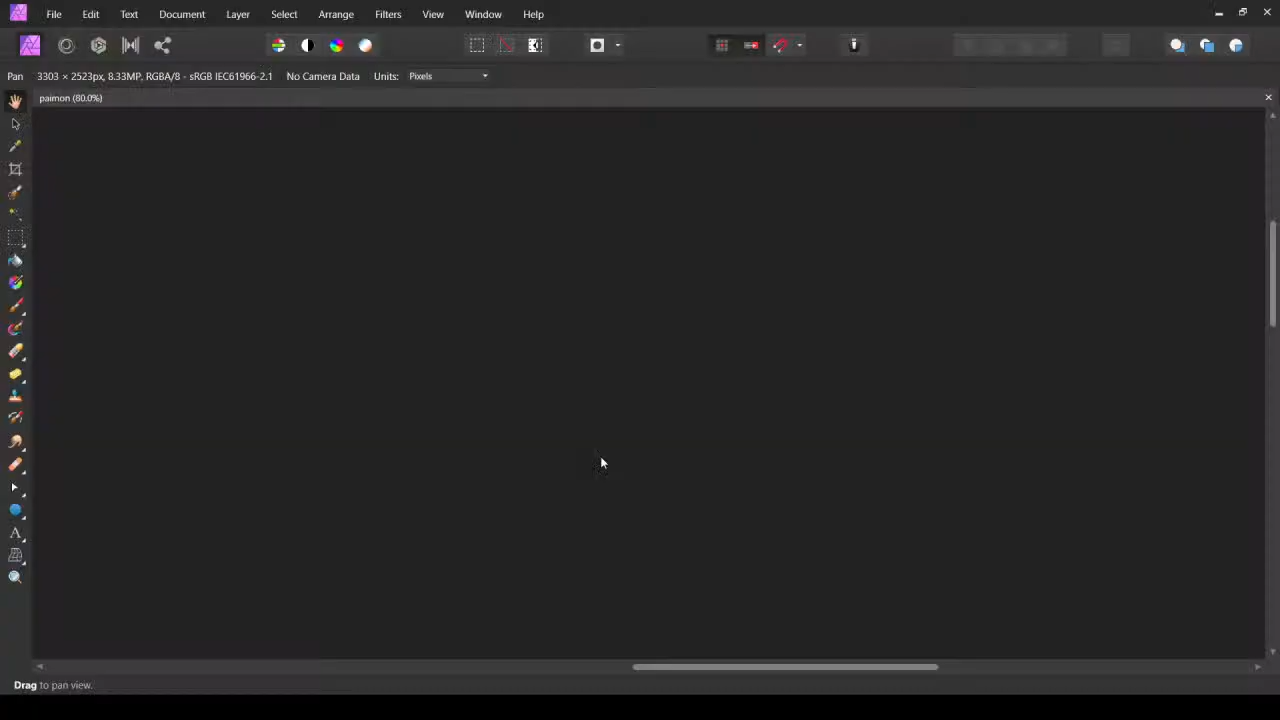 File Edit Text Document Layer Select Arrange Filters View Window Help
Pan 3303 × 2523px, 8.33MP, RGBA/8 - sRGB IEC61966-2.1 No Camera Data Units: Pixels
paimon (80.0%)
Drag to pan view.